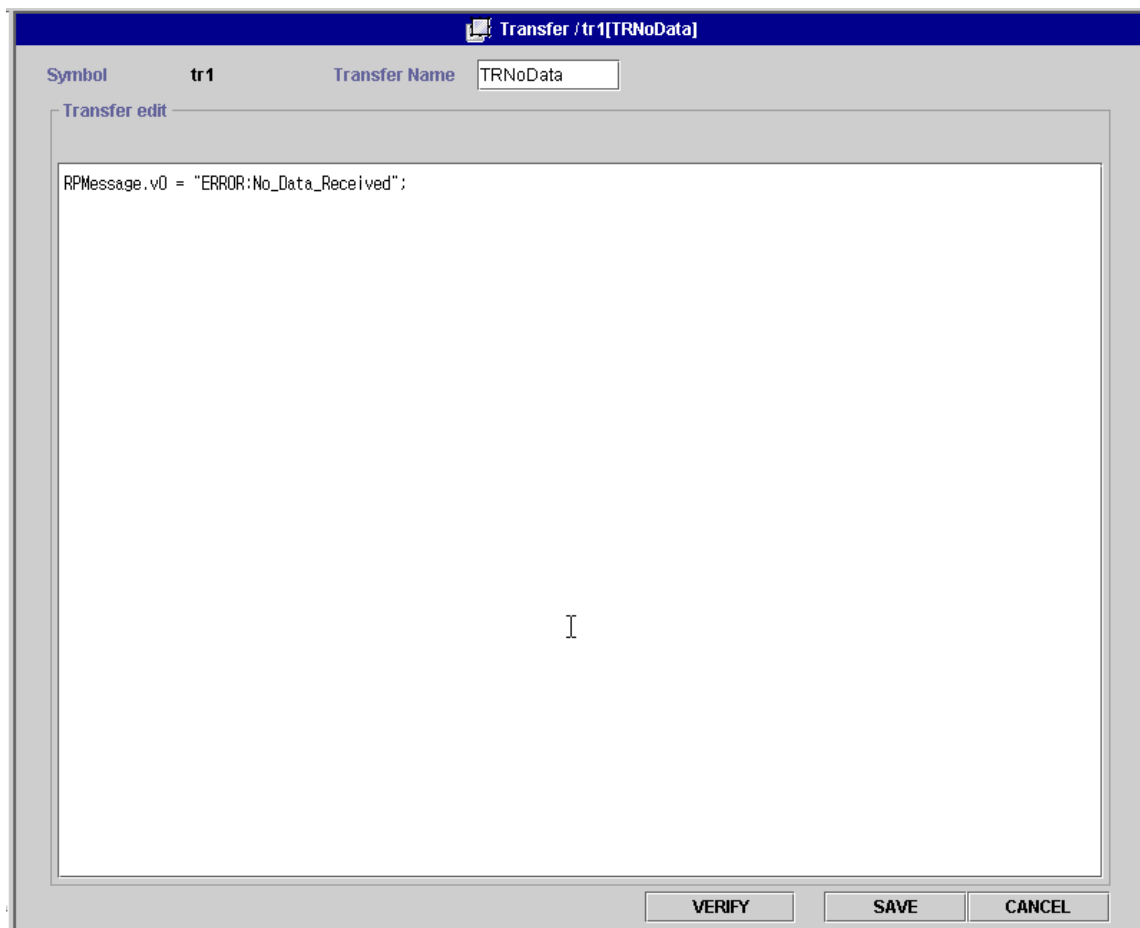 Transfer /tr1[TRNoData]
Symbol tr1 Transfer Name TRNoData
Transfer edit
RPMessage.v0 = "ERROR:No_Data_Received";
VERIFY SAVE CANCEL